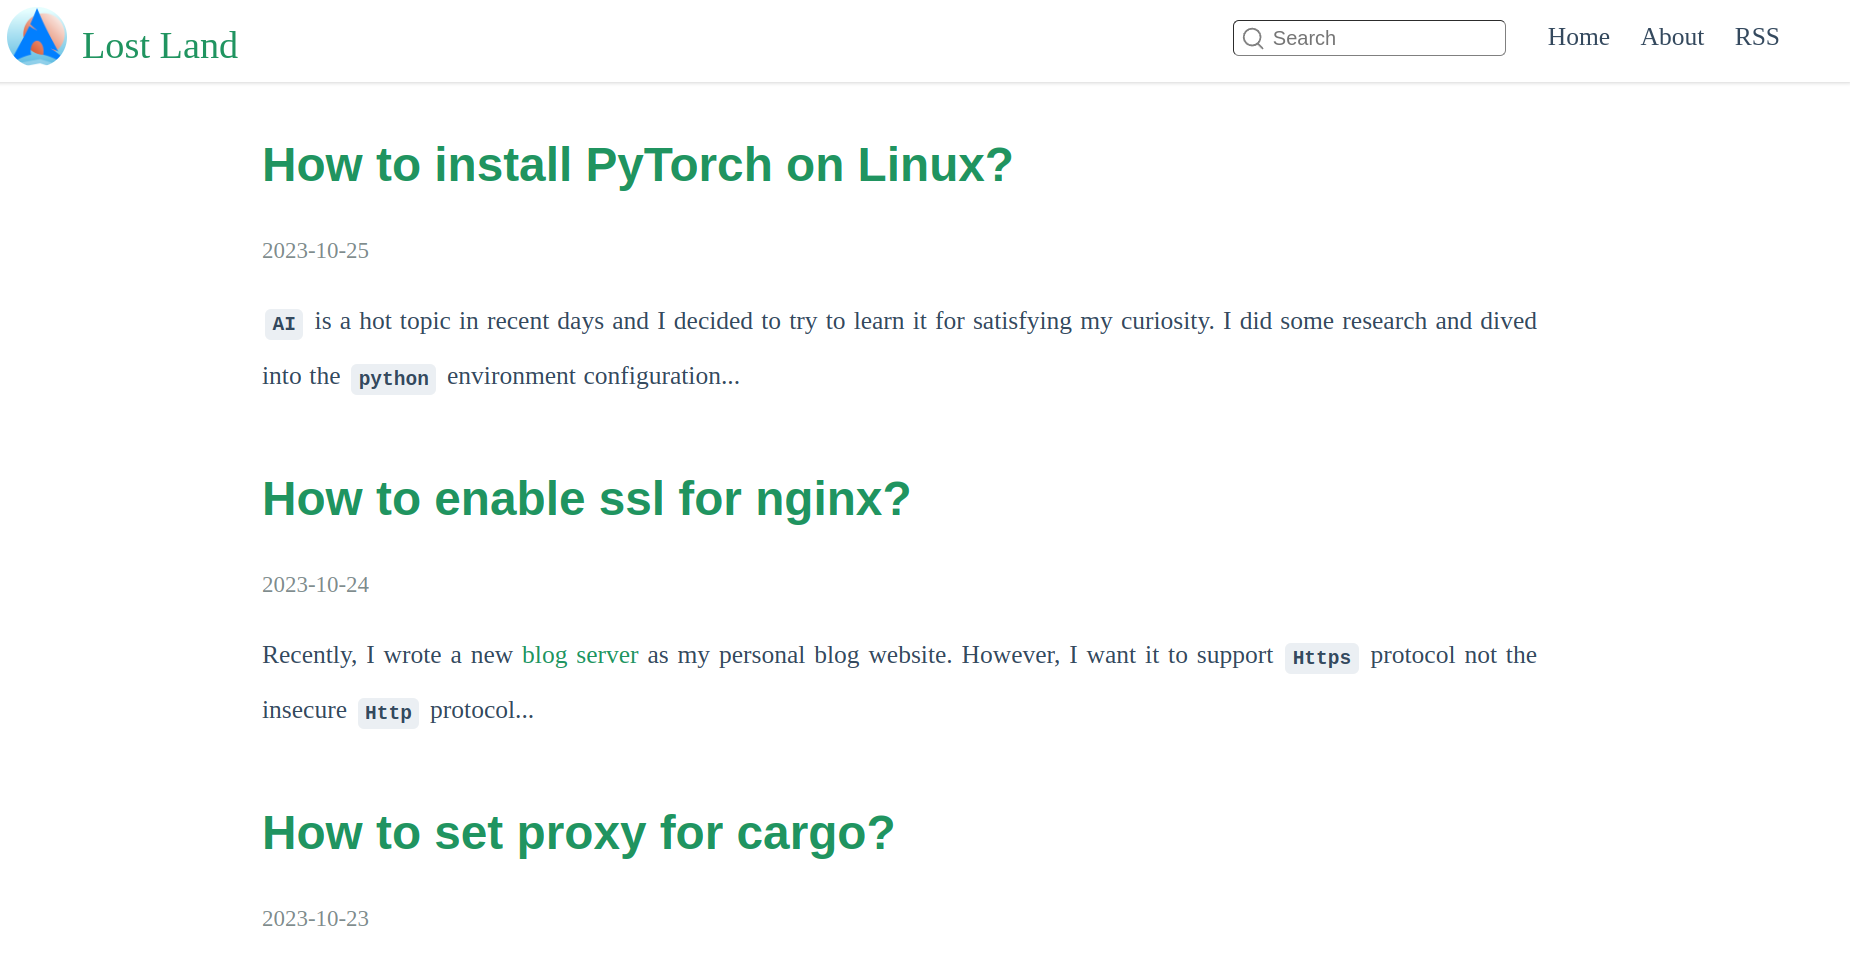 Lost Land
Search
Home
About
RSS
How to install PyTorch on Linux?
2023-10-25
AI is a hot topic in recent days and I decided to try to learn it for satisfying my curiosity. I did some research and dived
into the python environment configuration...
How to enable ssl for nginx?
2023-10-24
Recently, I wrote a new blog server as my personal blog website. However, I want it to support Https protocol not the
insecure Http protocol...
How to set proxy for cargo?
2023-10-23